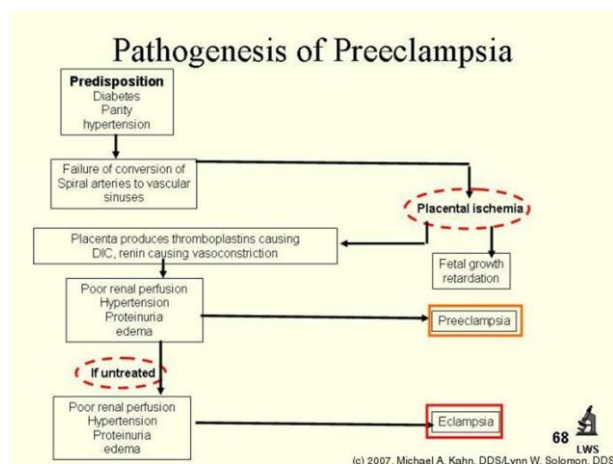 Pathogenesis of Preeclampsia
Predisposition
Diabetes
Parity
hypertension
Failure of conversion of
Spiral arteries to vascular
sinuses
Placental ischemia
Placenta produces thromboplastins causing
DIC, renin causing vasoconstriction
Fetal growth
retardation
Poor renal perfusion
Hypertension
Proteinuria
edema
Preeclampsia
If untreated
Poor renal perfusion
Hypertension
Proteinuria
edema
Eclampsia
68
LWS
(c) 2007, Michael A. Kahn, DDS/Lynn W. Solomon, DDS